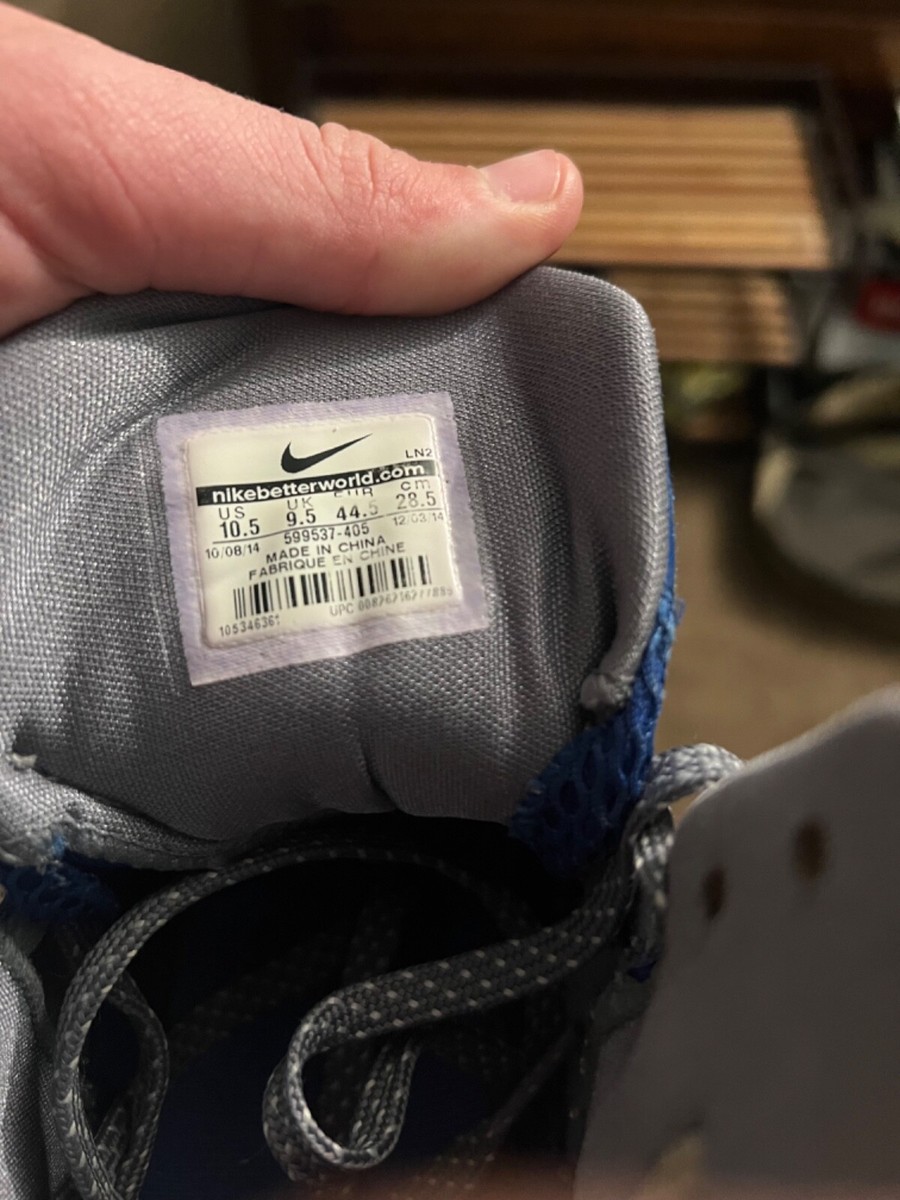 LN2
nikebetterworld.com
US UK EUR cm
10.5 9.5 44.5 28.5
10/08/14 599537-405 12/03/14
MADE IN CHINA
FABRIQUE EN CHINE
UPC